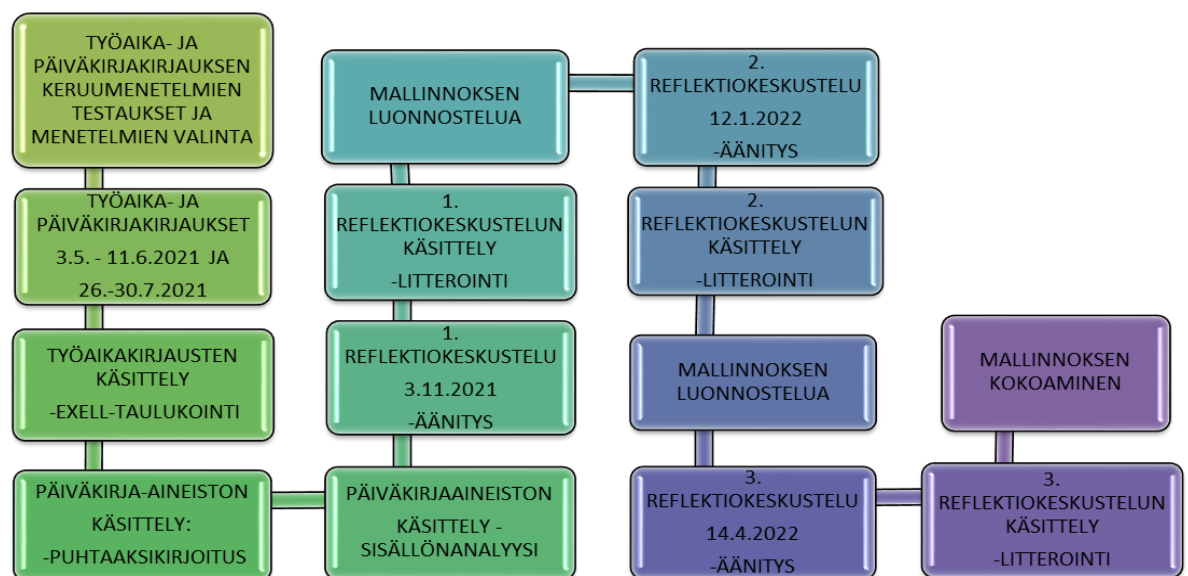 TYÖAIKA- JA
PÄIVÄKIRJAKIRJAUKSEN
KERUUMENETELMIEN
TESTAUKSET JA
MENETELMIEN VALINTA
TYÖAIKA- JA
PÄIVÄKIRJAKIRJAUKSET
3.5. - 11.6.2021 JA
26.-30.7.2021
TYÖAIKAKIRJAUSTEN
KÄSITTELY
-EXELL-TAULUKOINTI
PÄIVÄKIRJA-AINEISTON
KÄSITTELY:
-PUHTAAKSIKIRJOITUS
PÄIVÄKIRJAAINEISTON
KÄSITTELY -
SISÄLLÖNANALYYSI
1.
REFLEKTIOKESKUSTELU
3.11.2021
-ÄÄNITYS
1.
REFLEKTIOKESKUSTELUN
KÄSITTELY
-LITTEROINTI
MALLINNOKSEN
LUONNOSTELUA
2.
REFLEKTIOKESKUSTELU
12.1.2022
-ÄÄNITYS
2.
REFLEKTIOKESKUSTELUN
KÄSITTELY
-LITTEROINTI
MALLINNOKSEN
LUONNOSTELUA
3.
REFLEKTIOKESKUSTELU
14.4.2022
-ÄÄNITYS
3.
REFLEKTIOKESKUSTELUN
KÄSITTELY
-LITTEROINTI
MALLINNOKSEN
KOKOAMINEN